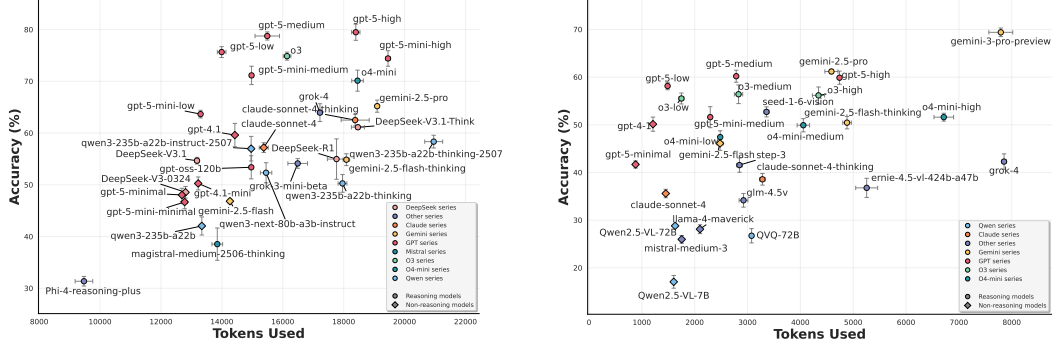 80
70
60
50
40
30
Accuracy (%)
gpt-5-high
gpt-5-medium
gpt-5-low
o3
gpt-5-mini-high
gpt-5-mini-medium
o4-mini
grok-4
gemini-2.5-pro
gpt-5-mini-low
claude-sonnet-4-thinking
claude-sonnet-4
DeepSeek-V3.1-Think
gpt-4.1
qwen3-235b-a22b-instruct-2507
DeepSeek-R1
DeepSeek-V3.1
qwen3-235b-a22b-thinking-2507
gpt-oss-120b
gemini-2.5-flash-thinking
DeepSeek-V3-0324
grok-3-mini-beta
gpt-5-minimal
gpt-4.1-mini
qwen3-235b-a22b-thinking
gpt-5-mini-minimal
gemini-2.5-flash
qwen3-next-80b-a3b-instruct
qwen3-235b-a22b
magistral-medium-2506-thinking
Phi-4-reasoning-plus
DeepSeek series
Other series
Claude series
Gemini series
GPT series
Mistral series
O3 series
O4-mini series
Qwen series
Reasoning models
Non-reasoning models
8000 10000 12000 14000 16000 18000 20000 22000
Tokens Used
70
60
50
40
30
20
Accuracy (%)
gemini-3-pro-preview
gemini-2.5-pro
gpt-5-medium
gpt-5-high
gpt-5-low
o3-medium
o3-high
o3-low
seed-1-6-vision
gemini-2.5-flash-thinking
o4-mini-high
gpt-4.1
gpt-5-mini-medium
o4-mini-medium
o4-mini-low
gpt-5-minimal
gemini-2.5-flash
step-3
claude-sonnet-4-thinking
grok-4
ernie-4.5-vl-424b-a47b
glm-4.5v
claude-sonnet-4
llama-4-maverick
Qwen2.5-VL-72B
QVQ-72B
mistral-medium-3
Qwen2.5-VL-7B
Qwen series
Claude series
Other series
Gemini series
GPT series
O3 series
O4-mini series
Reasoning models
Non-reasoning models
0 1000 2000 3000 4000 5000 6000 7000 8000
Tokens Used